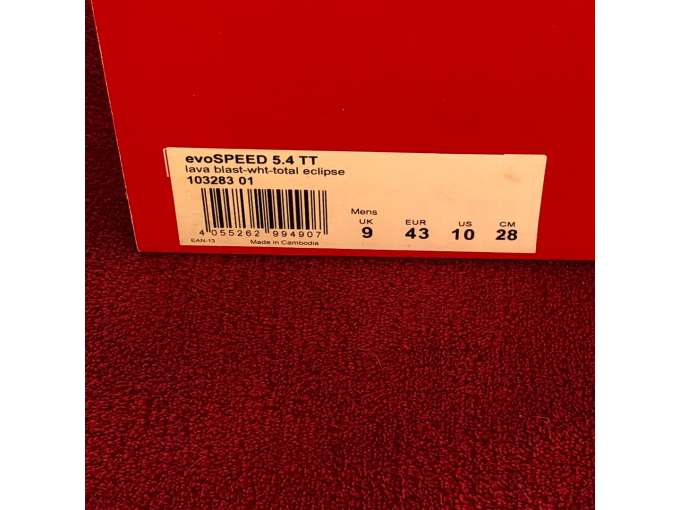 evoSPEED 5.4 TT
lava blast-wht-total eclipse
103283 01
4 055262 994907
EAN-13 Made in Cambodia
Mens
UK EUR US CM
9 43 10 28